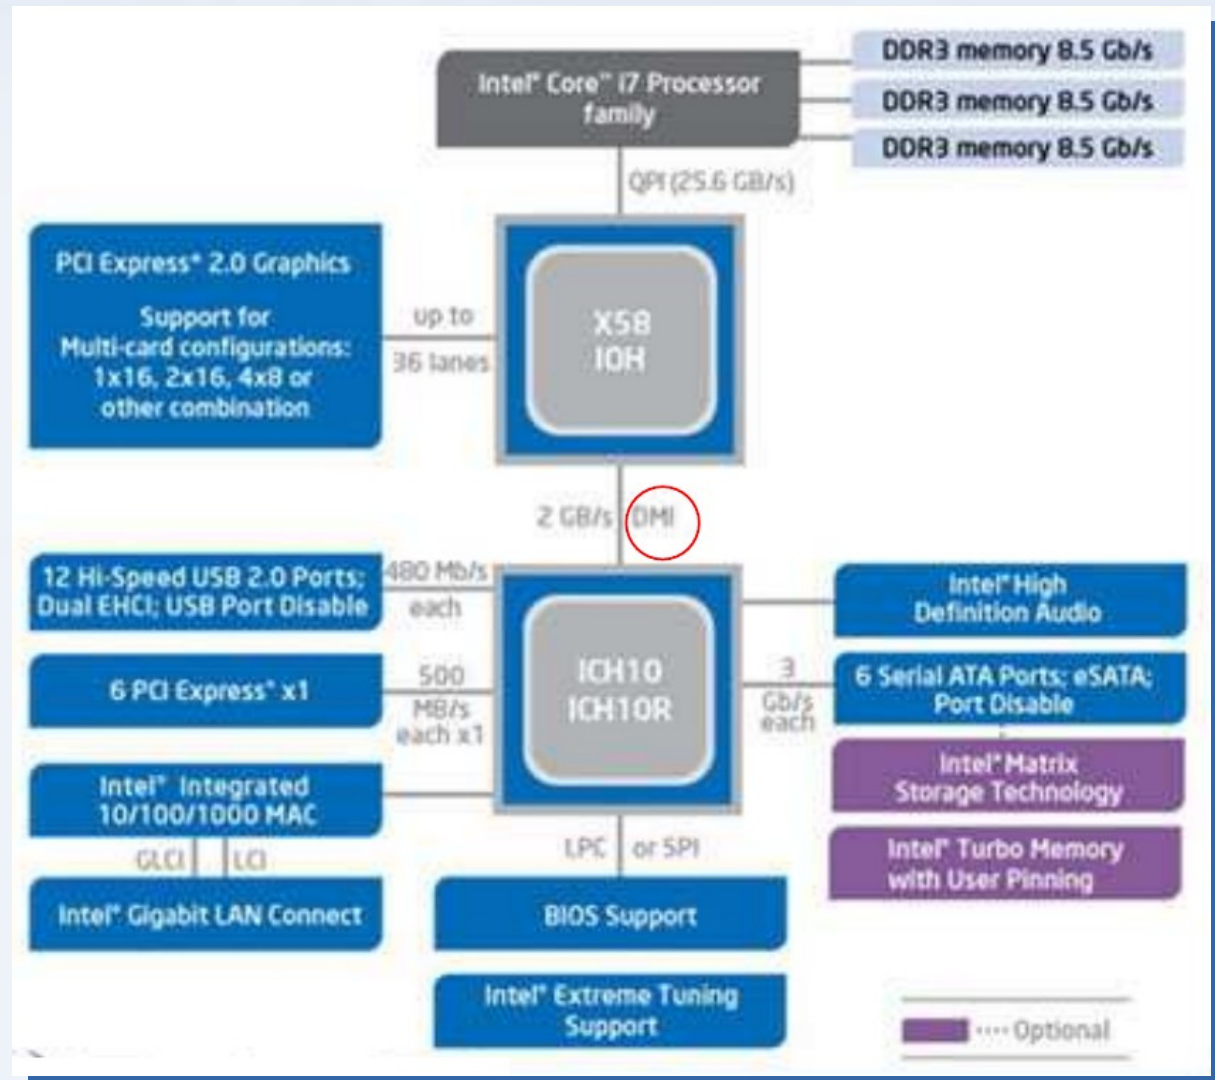 Intel® Core™ i7 Processor
family
DDR3 memory 8.5 Gb/s
DDR3 memory 8.5 Gb/s
DDR3 memory 8.5 Gb/s
QPI (25.6 GB/s)
PCI Express* 2.0 Graphics
Support for
Multi-card configurations:
1x16, 2x16, 4x8 or
other combination
up to
36 lanes
X58
IOH
2 GB/s
DMI
12 Hi-Speed USB 2.0 Ports;
Dual EHCI; USB Port Disable
480 Mb/s
each
6 PCI Express* x1
500
MB/s
each x1
Intel® Integrated
10/100/1000 MAC
GLCI
LCI
Intel® Gigabit LAN Connect
ICH10
ICH10R
Intel® High
Definition Audio
3
Gb/s
each
6 Serial ATA Ports; eSATA;
Port Disable
Intel® Matrix
Storage Technology
Intel® Turbo Memory
with User Pinning
LPC
or SPI
BIOS Support
Intel® Extreme Tuning
Support
Optional